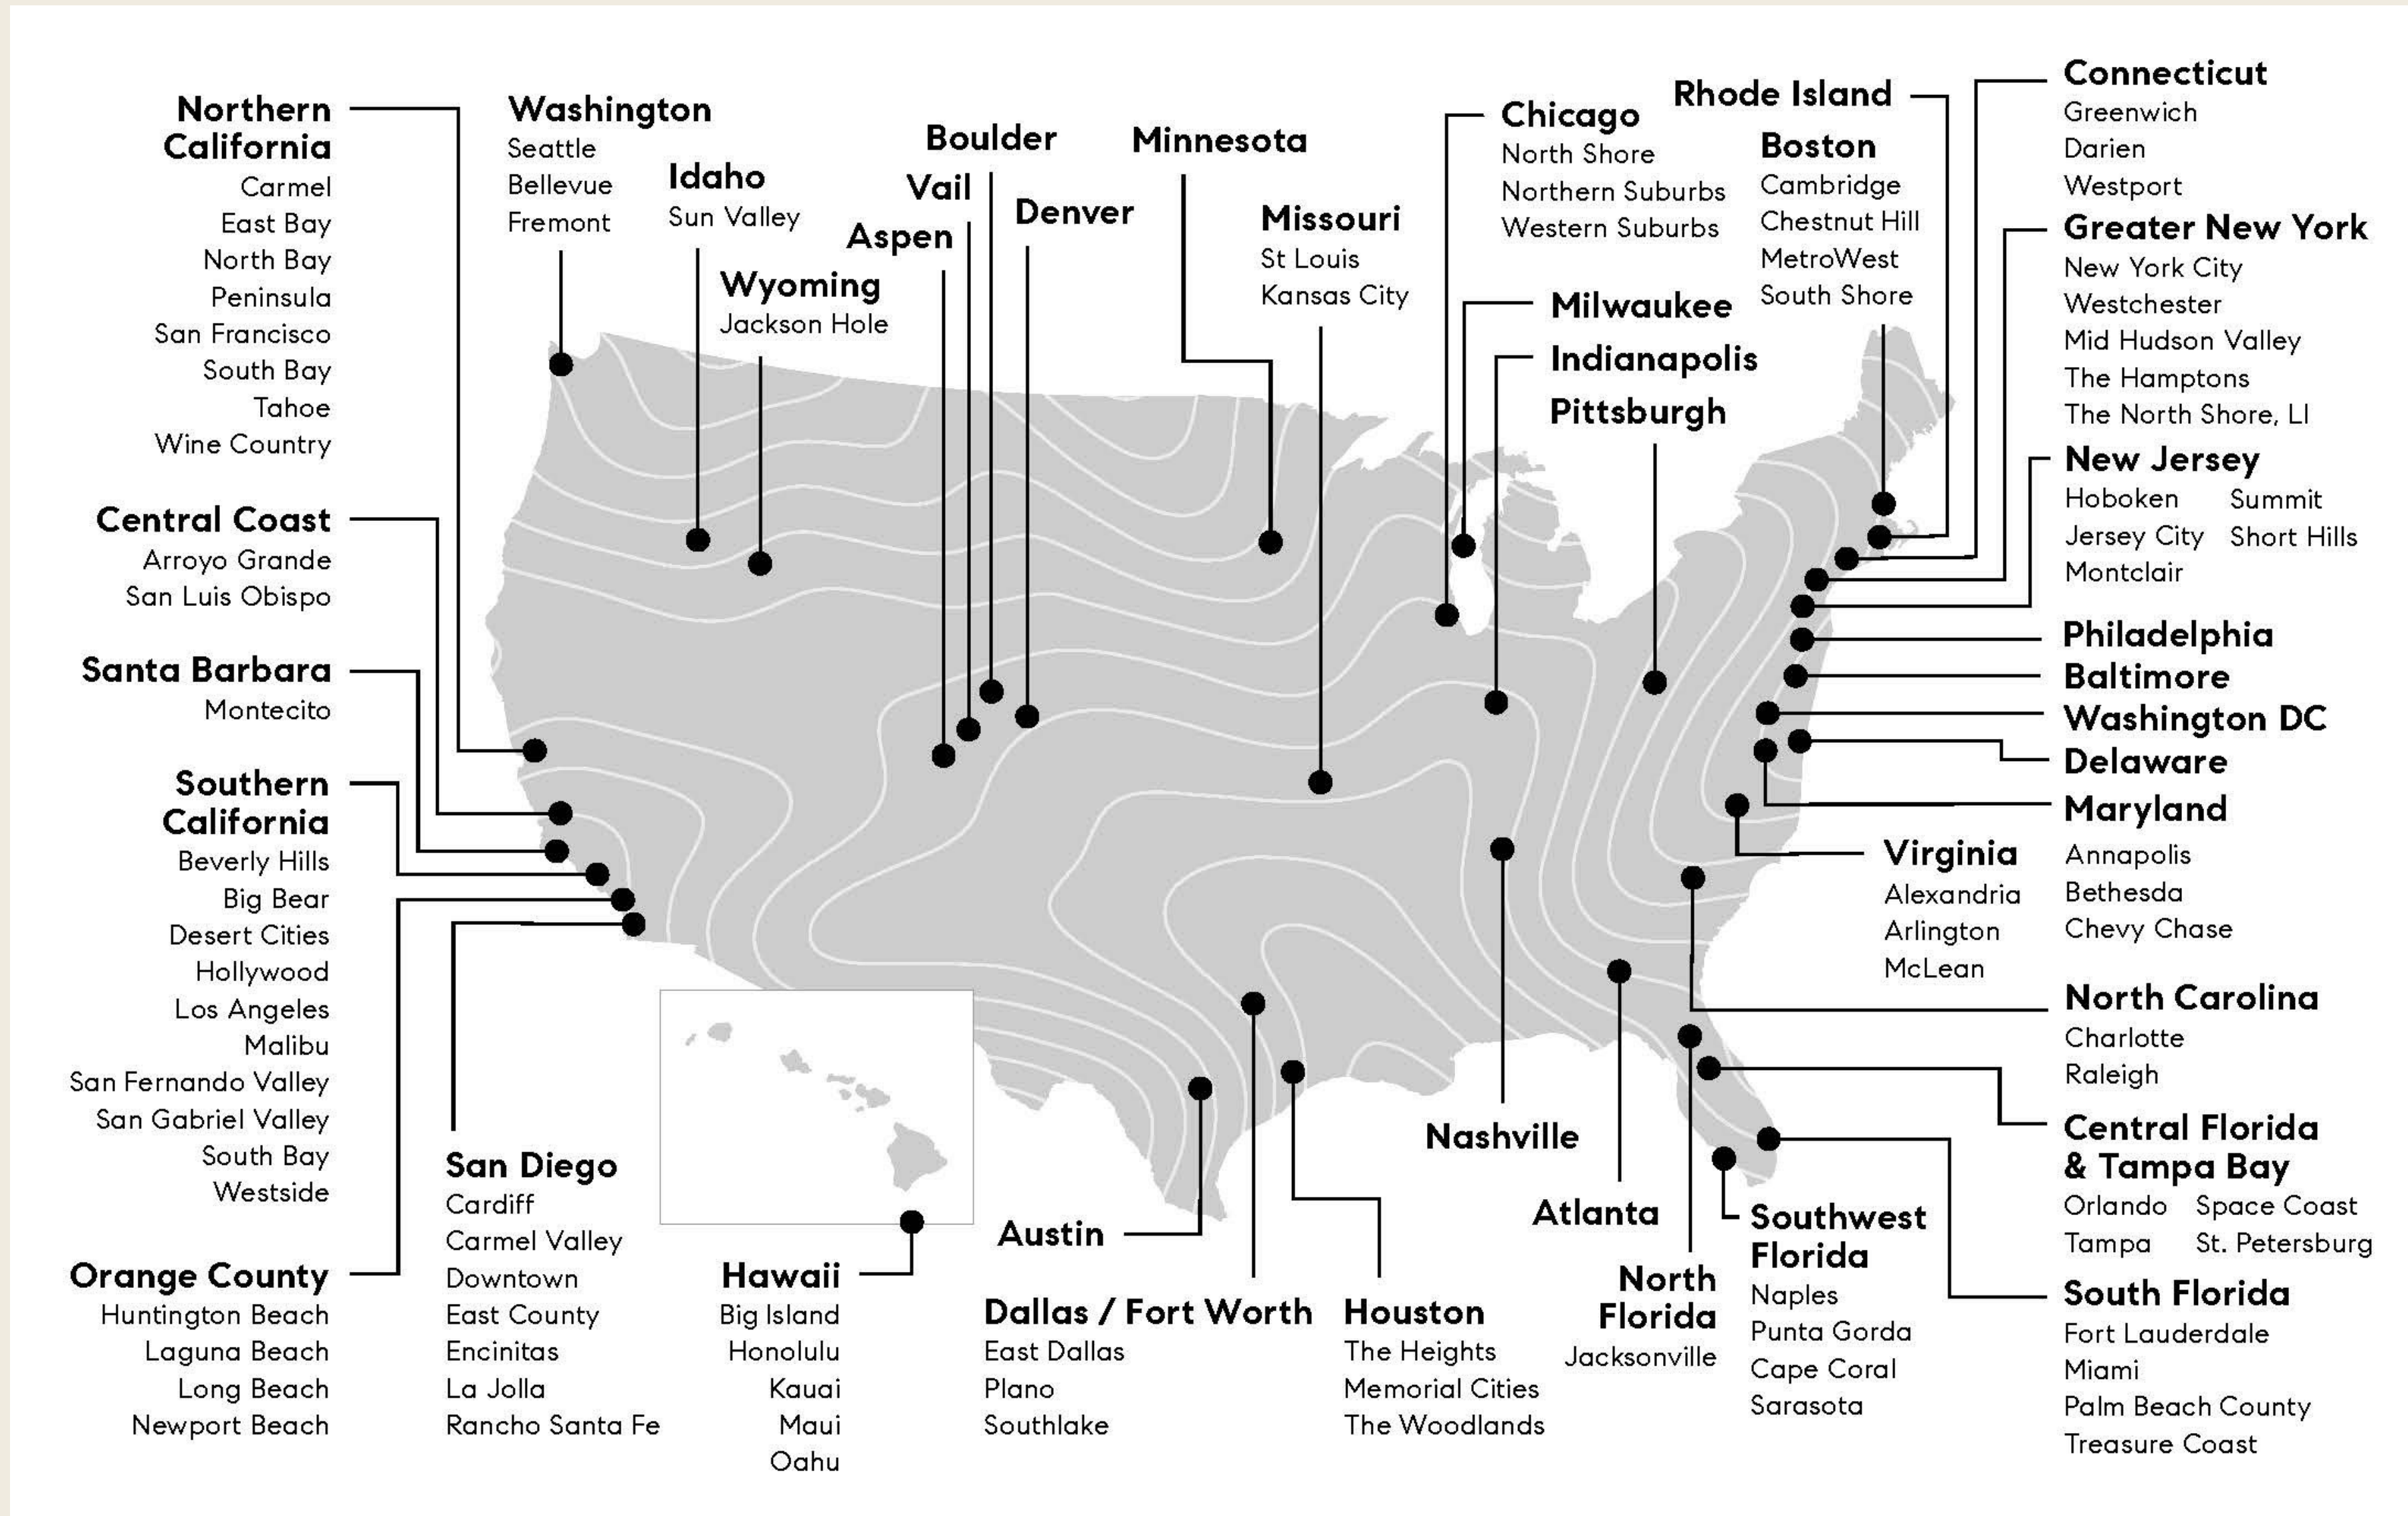 Northern
California
Carmel
East Bay
North Bay
Peninsula
San Francisco
South Bay
Tahoe
Wine Country
Central Coast
Arroyo Grande
San Luis Obispo
Santa Barbara
Montecito
Southern
California
Beverly Hills
Big Bear
Desert Cities
Hollywood
Los Angeles
Malibu
San Fernando Valley
San Gabriel Valley
South Bay
Westside
Orange County
Huntington Beach
Laguna Beach
Long Beach
Newport Beach
Washington
Seattle
Bellevue
Fremont
Idaho
Sun Valley
Wyoming
Jackson Hole
Boulder
Vail
Aspen
Denver
Minnesota
Missouri
St Louis
Kansas City
Chicago
North Shore
Northern Suburbs
Western Suburbs
Milwaukee
Indianapolis
Pittsburgh
Rhode Island
Boston
Cambridge
Chestnut Hill
MetroWest
South Shore
Connecticut
Greenwich
Darien
Westport
Greater New York
New York City
Westchester
Mid Hudson Valley
The Hamptons
The North Shore, LI
New Jersey
Hoboken Summit
Jersey City Short Hills
Montclair
Philadelphia
Baltimore
Washington DC
Delaware
Maryland
Annapolis
Bethesda
Chevy Chase
Virginia
Alexandria
Arlington
McLean
North Carolina
Charlotte
Raleigh
Central Florida
& Tampa Bay
Orlando Space Coast
Tampa St. Petersburg
South Florida
Fort Lauderdale
Miami
Palm Beach County
Treasure Coast
San Diego
Cardiff
Carmel Valley
Downtown
East County
Encinitas
La Jolla
Rancho Santa Fe
Hawaii
Big Island
Honolulu
Kauai
Maui
Oahu
Austin
Dallas / Fort Worth
East Dallas
Plano
Southlake
Houston
The Heights
Memorial Cities
The Woodlands
Nashville
Atlanta
North
Florida
Jacksonville
Southwest
Florida
Naples
Punta Gorda
Cape Coral
Sarasota